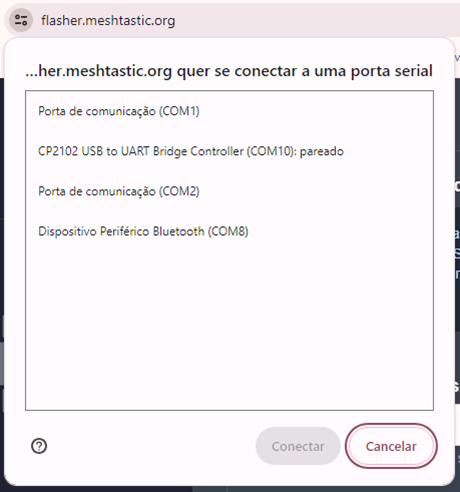 flasher.meshtastic.org
...her.meshtastic.org quer se conectar a uma porta serial
Porta de comunicação (COM1)
CP2102 USB to UART Bridge Controller (COM10): pareado
Porta de comunicação (COM2)
Dispositivo Periférico Bluetooth (COM8)
Conectar
Cancelar